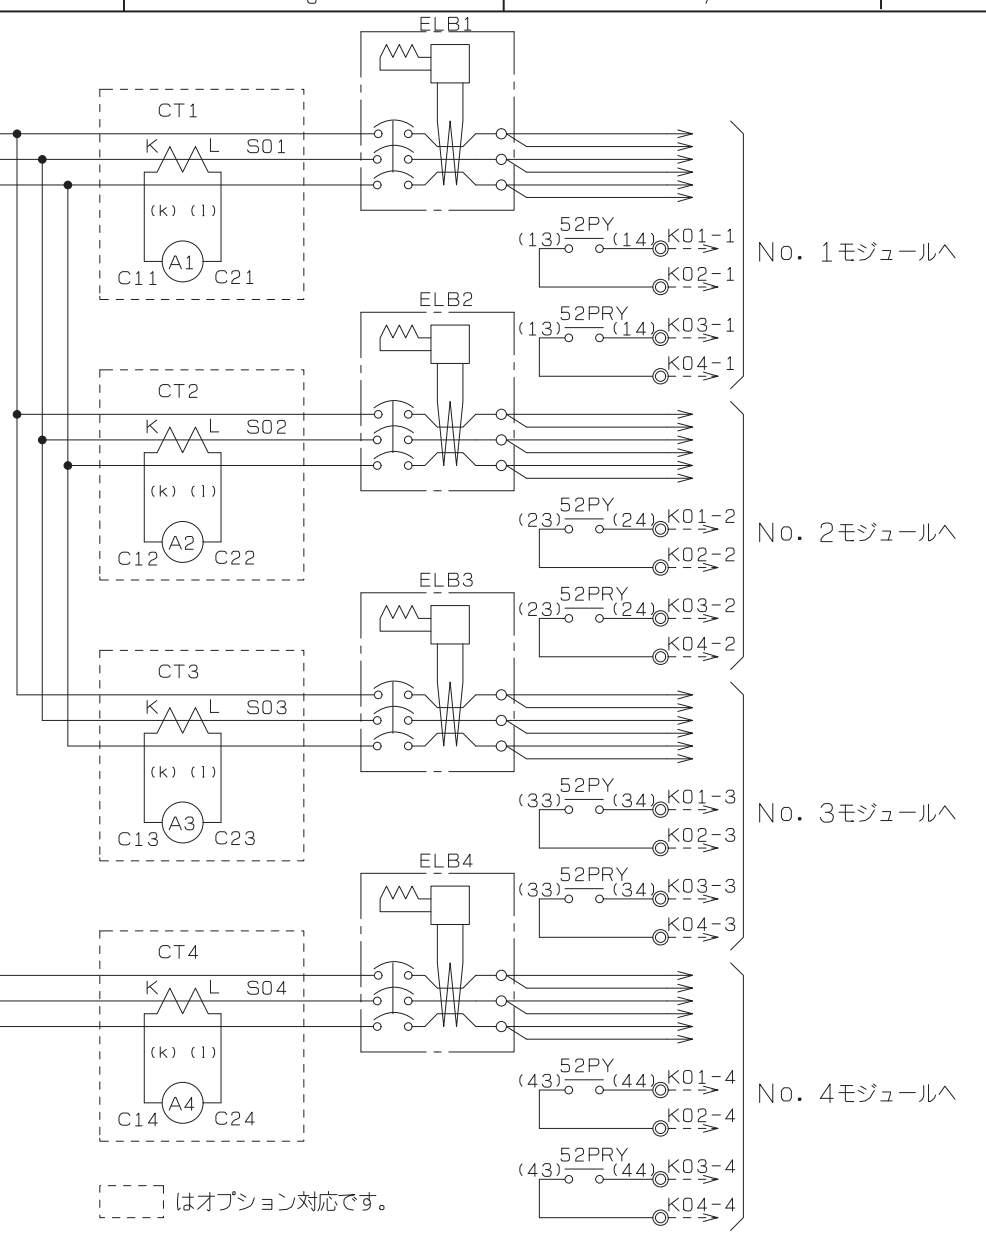 ELB1
CT1
K L S01
(k) (l)
A1
C11 C21
52PY
(13) (14) K01-1
K02-1
52PRY
(13) (14) K03-1
K04-1
No. 1モジュールへ
ELB2
CT2
K L S02
(k) (l)
A2
C12 C22
52PY
(23) (24) K01-2
K02-2
52PRY
(23) (24) K03-2
K04-2
No. 2モジュールへ
ELB3
CT3
K L S03
(k) (l)
A3
C13 C23
52PY
(33) (34) K01-3
K02-3
52PRY
(33) (34) K03-3
K04-3
No. 3モジュールへ
ELB4
CT4
K L S04
(k) (l)
A4
C14 C24
52PY
(43) (44) K01-4
K02-4
52PRY
(43) (44) K03-4
K04-4
No. 4モジュールへ
はオプション対応です。